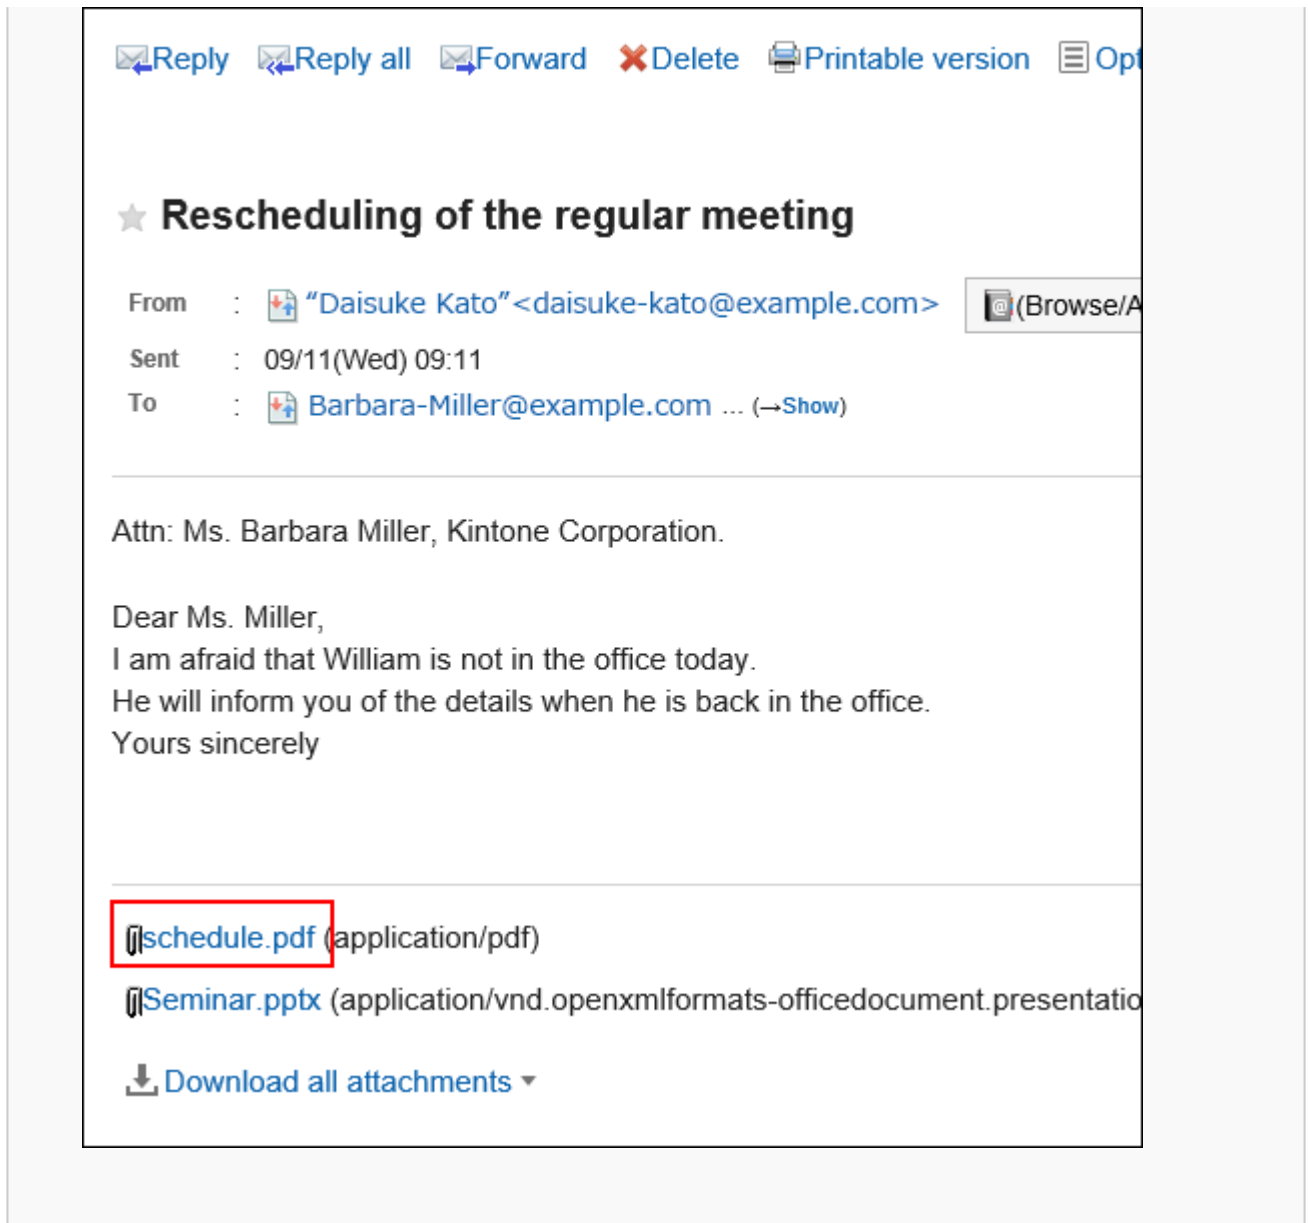 Reply Reply all Forward Delete Printable version Opt
Rescheduling of the regular meeting
From : “Daisuke Kato”<daisuke-kato@example.com> (Browse/A
Sent : 09/11(Wed) 09:11
To : Barbara-Miller@example.com ... (→Show)
Attn: Ms. Barbara Miller, Kintone Corporation.
Dear Ms. Miller,
I am afraid that William is not in the office today.
He will inform you of the details when he is back in the office.
Yours sincerely
schedule.pdf (application/pdf)
Seminar.pptx (application/vnd.openxmlformats-officedocument.presentatio
Download all attachments